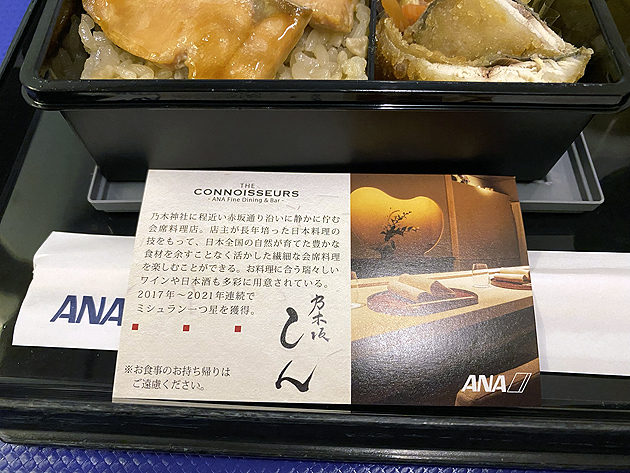 THE
CONNOISSEURS
- ANA Fine Dining & Bar -
乃木神社に程近い赤坂通り沿いに静かに佇む
会席料理店。店主が長年培った日本料理の
技をもって、日本全国の自然が育てた豊かな
食材を余すことなく活かした繊細な会席料理
を楽しむことができる。お料理に合う瑞々しい
ワインや日本酒も多彩に用意されている。
2017年～2021年連続で
ミシュラン一つ星を獲得。
乃木坂
しん
※お食事のお持ち帰りは
ご遠慮ください。
ANA
ANA